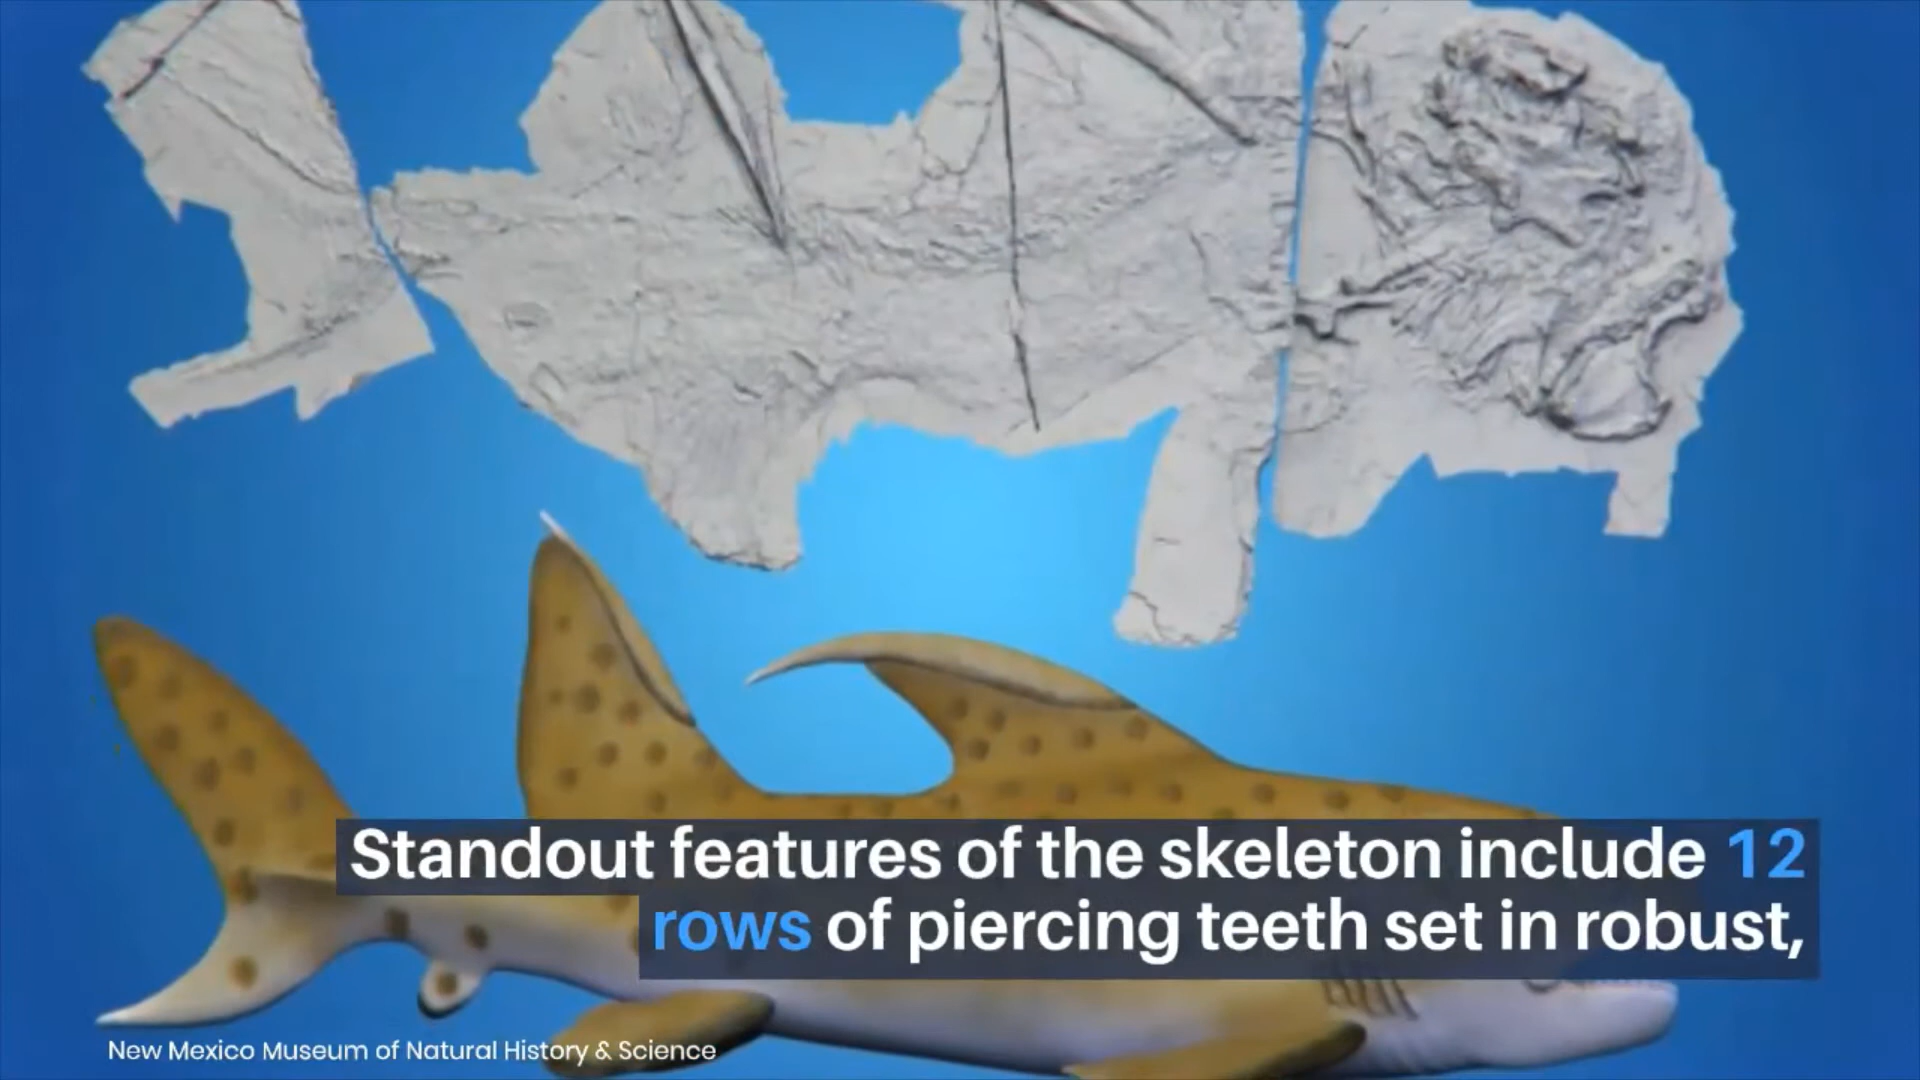 Standout features of the skeleton include 12
rows of piercing teeth set in robust,
New Mexico Museum of Natural History & Science